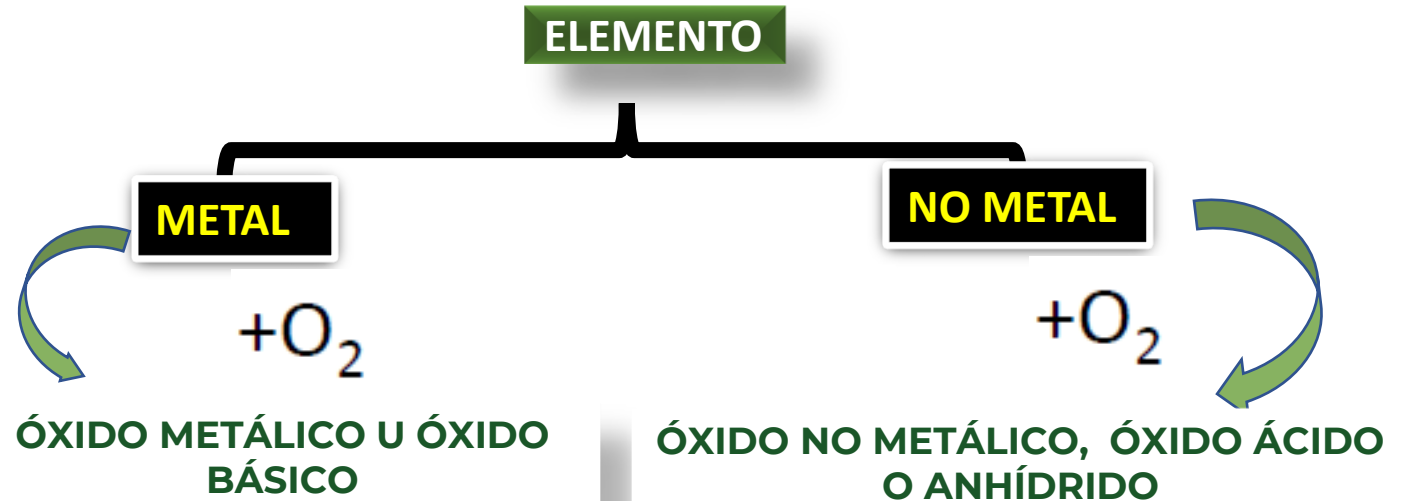 ELEMENTO
METAL
NO METAL
+O₂
+O₂
ÓXIDO METÁLICO U ÓXIDO
BÁSICO
ÓXIDO NO METÁLICO, ÓXIDO ÁCIDO
O ANHÍDRIDO